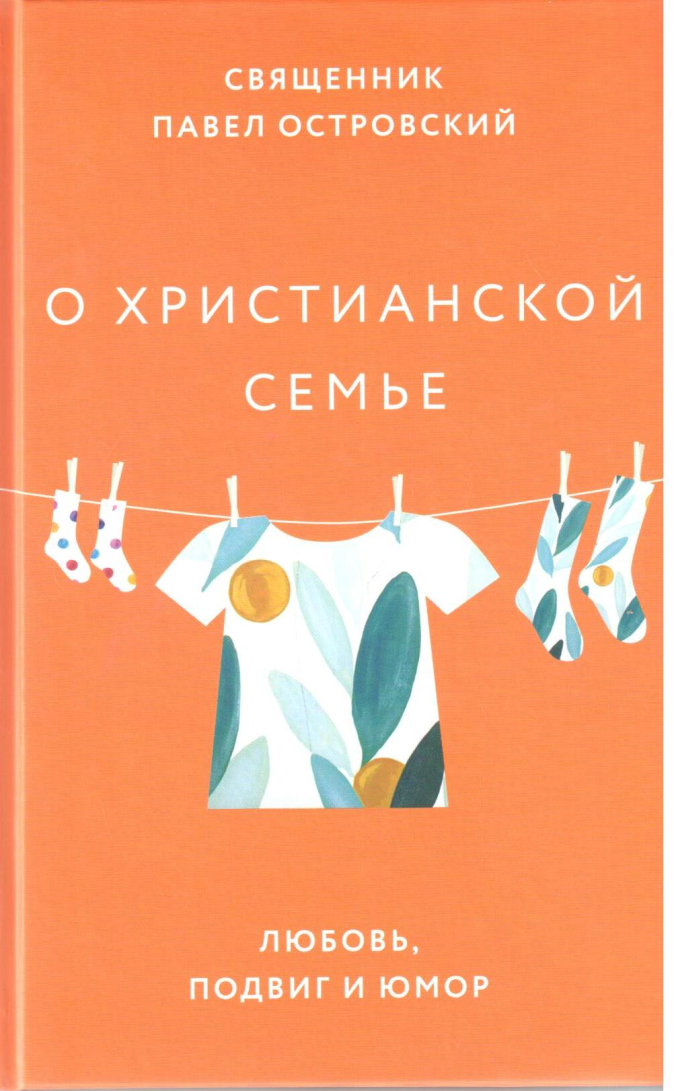 СВЯЩЕННИК
ПАВЕЛ ОСТРОВСКИЙ
О ХРИСТИАНСКОЙ
СЕМЬЕ
ЛЮБОВЬ,
ПОДВИГ И ЮМОР